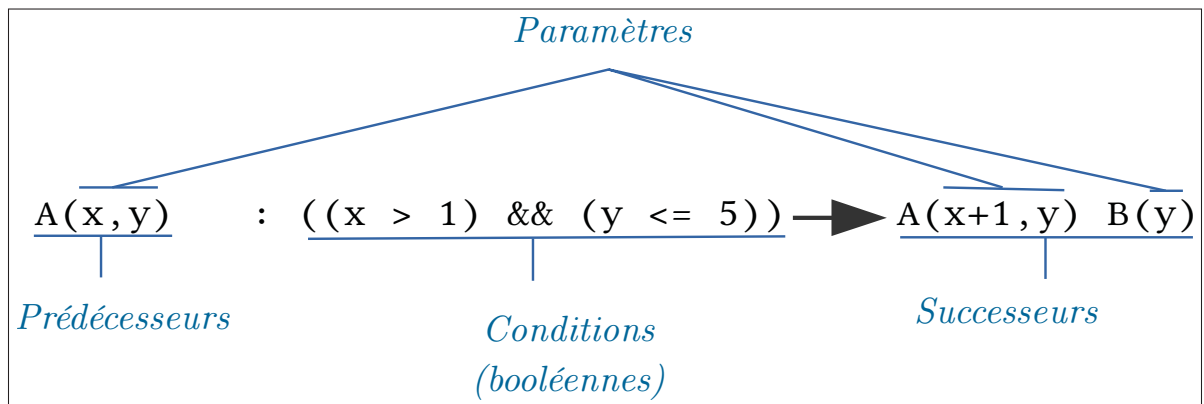 Paramètres
A(x,y) : ((x > 1) && (y <= 5)) A(x+1,y) B(y)
Prédécesseurs
Conditions
(booléennes)
Successeurs